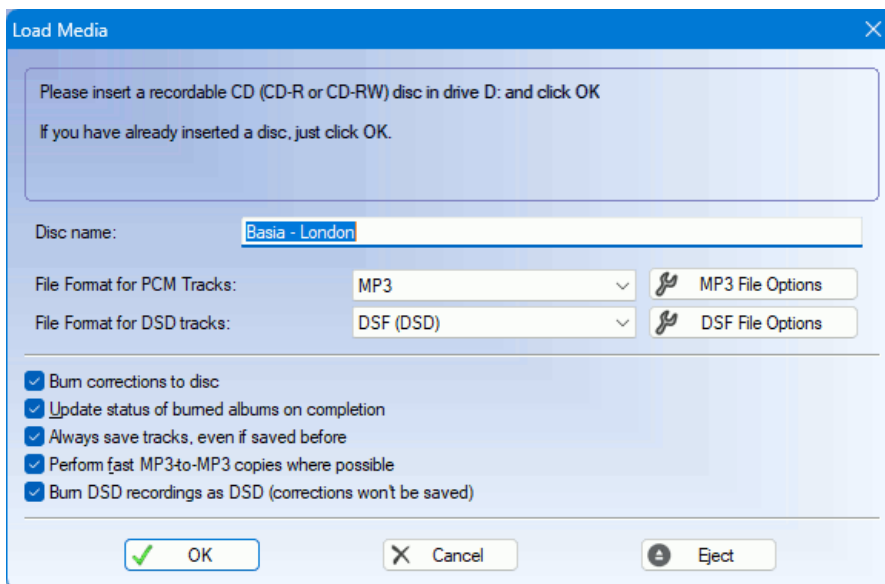 Load Media
Please insert a recordable CD (CD-R or CD-RW) disc in drive D: and click OK
If you have already inserted a disc, just click OK.
Disc name: Basia - London
File Format for PCM Tracks: MP3 MP3 File Options
File Format for DSD tracks: DSF (DSD) DSF File Options
Burn corrections to disc
Update status of burned albums on completion
Always save tracks, even if saved before
Perform fast MP3-to-MP3 copies where possible
Burn DSD recordings as DSD (corrections won't be saved)
OK Cancel Eject